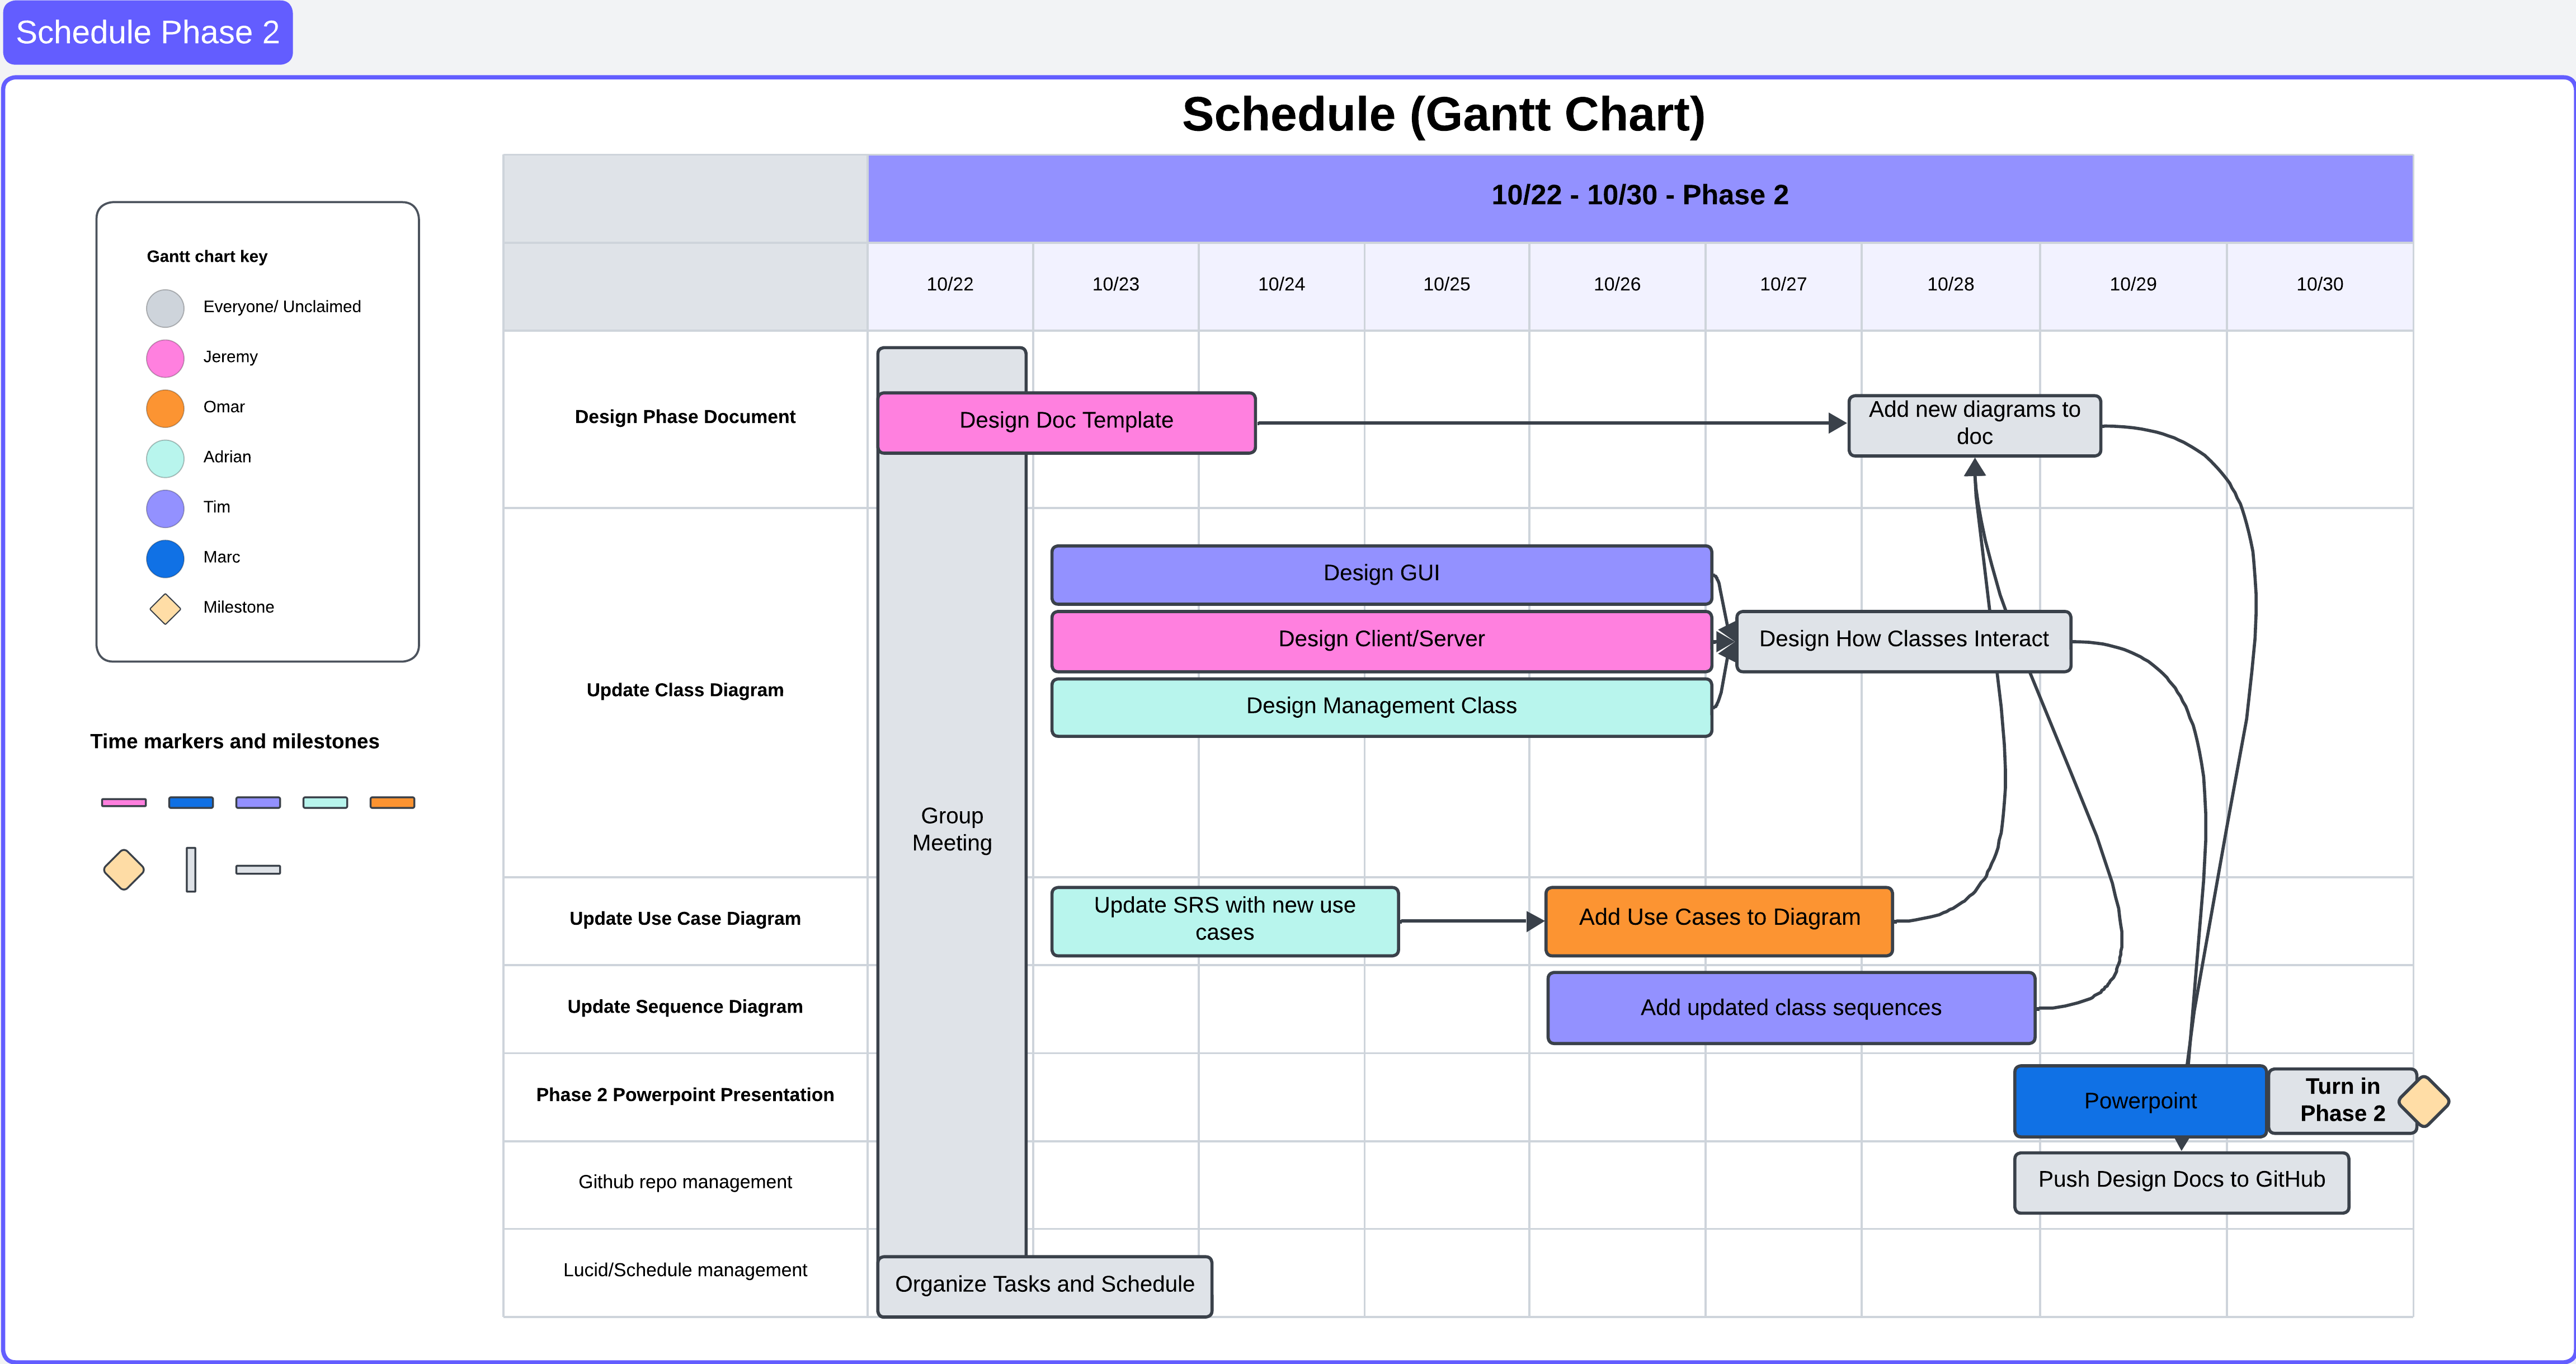 Schedule Phase 2
Schedule (Gantt Chart)
10/22 - 10/30 - Phase 2
10/22
10/23
10/24
10/25
10/26
10/27
10/28
10/29
10/30
Gantt chart key
Everyone/ Unclaimed
Jeremy
Omar
Adrian
Tim
Marc
Milestone
Time markers and milestones
Design Phase Document
Design Doc Template
Add new diagrams to
doc
Update Class Diagram
Design GUI
Design Client/Server
Design Management Class
Design How Classes Interact
Group
Meeting
Update Use Case Diagram
Update SRS with new use
cases
Add Use Cases to Diagram
Update Sequence Diagram
Add updated class sequences
Phase 2 Powerpoint Presentation
Powerpoint
Turn in
Phase 2
Github repo management
Push Design Docs to GitHub
Lucid/Schedule management
Organize Tasks and Schedule